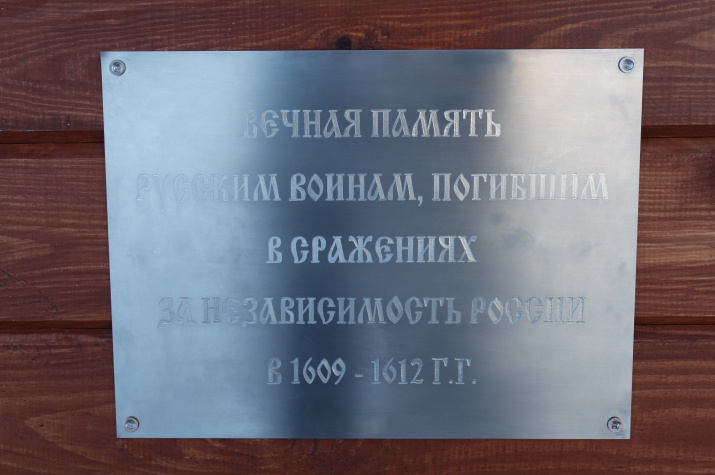 ВЕЧНАЯ ПАМЯТЬ
РУССКИМ ВОИНАМ, ПОГИБШИМ
В СРАЖЕНИЯХ
ЗА НЕЗАВИСИМОСТЬ РОССИИ
В 1609 - 1612 Г.Г.